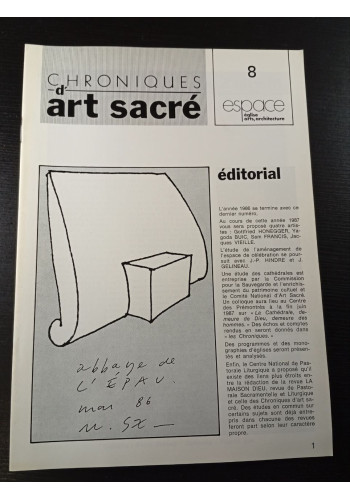 CHRONIQUES
d'
art sacré
8
espace
église
arts, architecture
éditorial
L'année 1986 se termine avec ce
dernier numéro.
Au cours de cette année 1987
vous sera proposé quatre artis-
tes : Gottfried HONEGGER, Ya-
goda BUIC, Sam FRANCIS, Jac-
ques VIEILLE.
L'étude de l'aménagement de
l'espace de célébration se pour-
suit avec J.-P. HINDRE et J.
GELINEAU.
Une étude des cathédrales est
entreprise par la Commission
pour la Sauvegarde et l'enrichis-
sement du patrimoine cultuel et
le Comité National d'Art Sacré.
Un colloque aura lieu au Centre
des Prémontrés à la fin juin
1987 sur « La Cathédrale, de-
meure de Dieu, demeure des
hommes. » Des échos et comptes
rendus en seront donnés dans
« les Chroniques. »
Des programmes et des mono-
graphies d'églises seront présen-
tés et analysés.
Enfin, le Centre National de Pas-
torale Liturgique a proposé qu'il
existe des liens plus étroits en-
tre la rédaction de la revue LA
MAISON DIEU, revue de Pasto-
rale Sacramentelle et Liturgique
et celle des Chroniques d'art sa-
cré. Des études en commun sur
certains sujets sont déjà entre-
pris dans chacune des revues
feront part selon leur caractère
propre.
abbaye de
L'EPAU.
mai 86
1